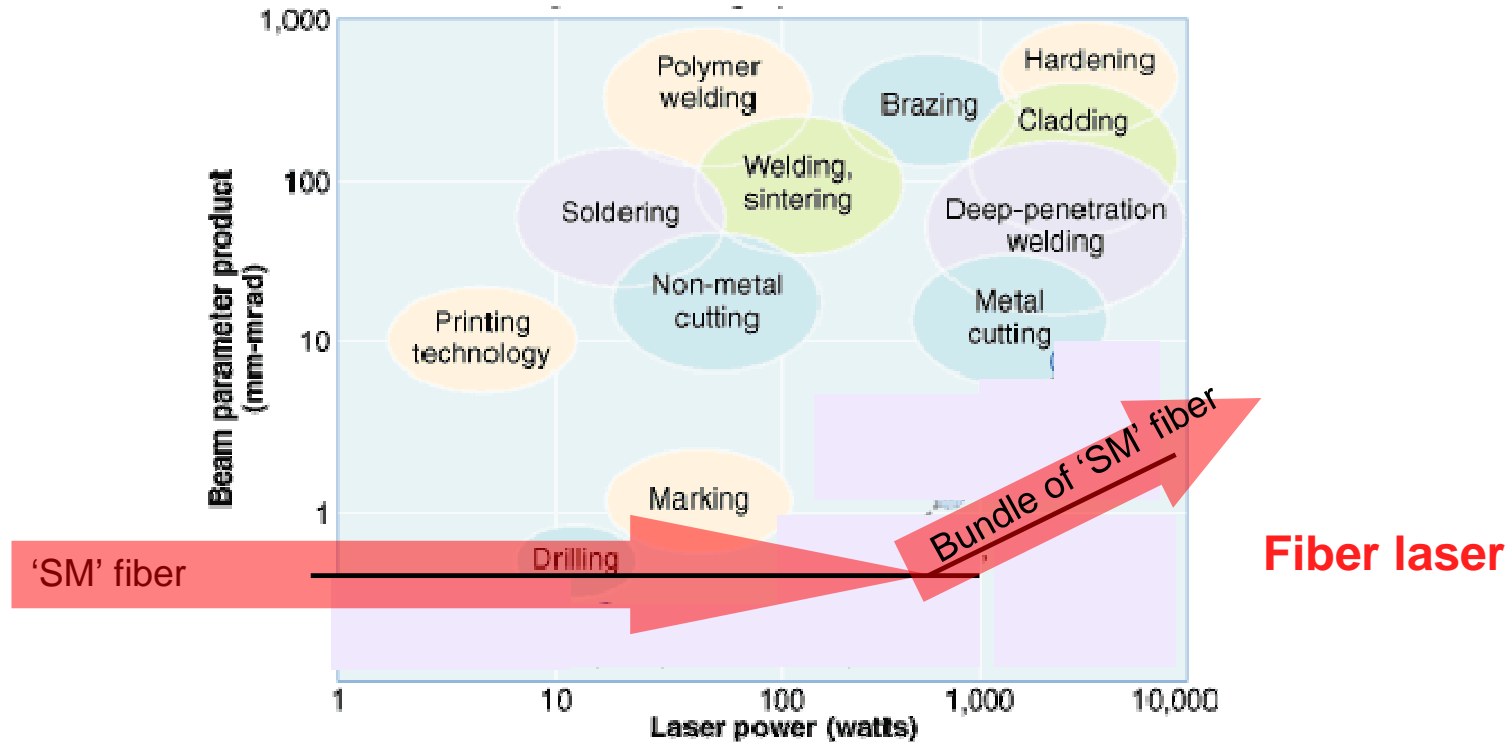 1,000
100
10
1
Beam parameter product
(mm-mrad)
Polymer
welding
Brazing
Hardening
Cladding
Welding,
sintering
Soldering
Deep-penetration
welding
Non-metal
cutting
Metal
cutting
Printing
technology
Marking
Drilling
'SM' fiber
Bundle of 'SM' fiber
Fiber laser
1
10
100
1,000
10,000
Laser power (watts)